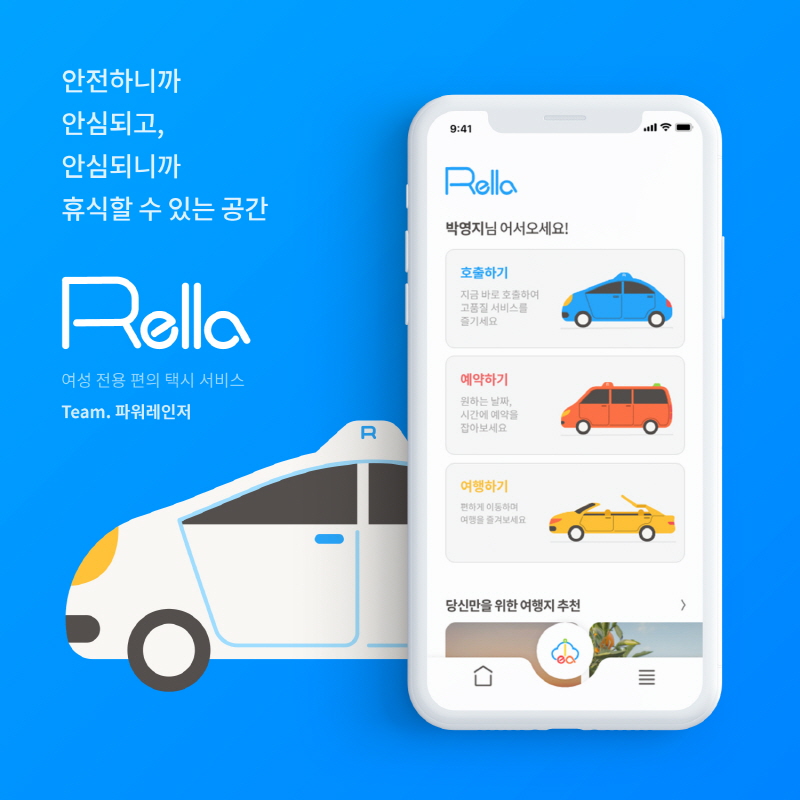 안전하니까
안심되고,
안심되니까
휴식할 수 있는 공간
Rella
여성 전용 편의 택시 서비스
Team. 파워레인저
R
9:41
Rella
박영지님 어서오세요!
호출하기
지금 바로 호출하여
고품질 서비스를
즐기세요
예약하기
원하는 날짜,
시간에 예약을
잡아보세요
여행하기
편하게 이동하며
여행을 즐겨보세요
당신만을 위한 여행지 추천